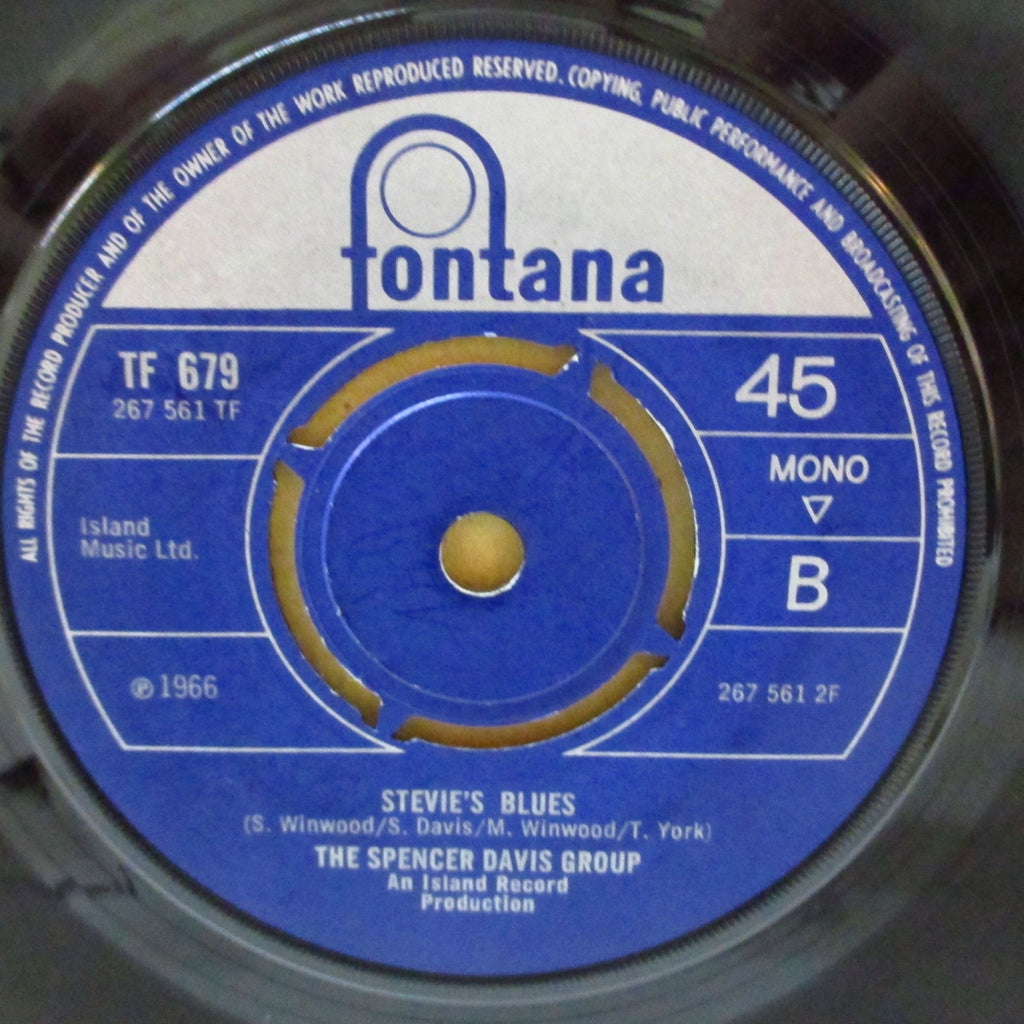 ALL RIGHTS OF THE RECORD PRODUCER AND OF THE OWNER OF THE WORK REPRODUCED RESERVED. COPYING, PUBLIC PERFORMANCE AND BROADCASTING OF THIS RECORD PROHIBITED
fontana
TF 679
267 561 TF
45
MONO
Island
Music Ltd.
B
℗ 1966
267 561 2F
STEVIE'S BLUES
(S. Winwood/S. Davis/M. Winwood/T. York)
THE SPENCER DAVIS GROUP
An Island Record
Production